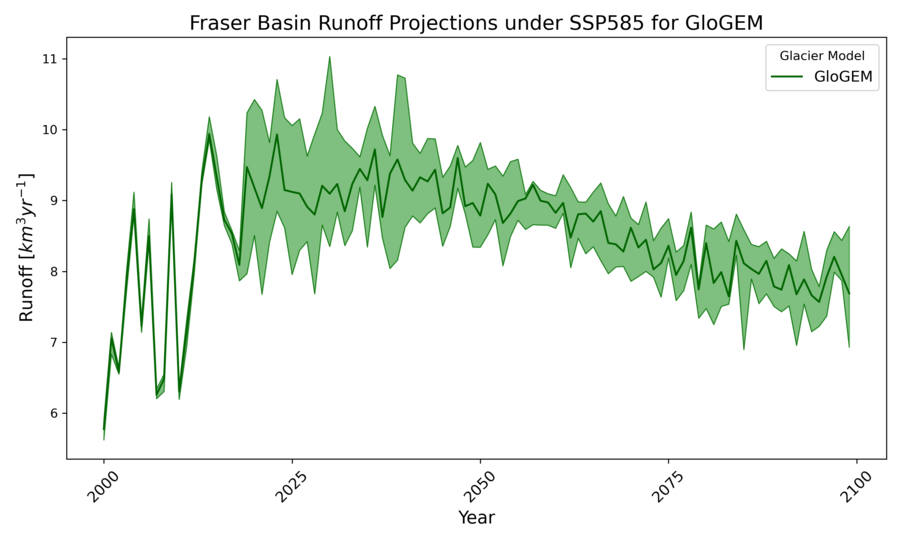 Fraser Basin Runoff Projections under SSP585 for GloGEM
Glacier Model
GloGEM
11
10
9
8
7
6
Runoff [km³yr⁻¹]
2000
2025
2050
2075
2100
Year